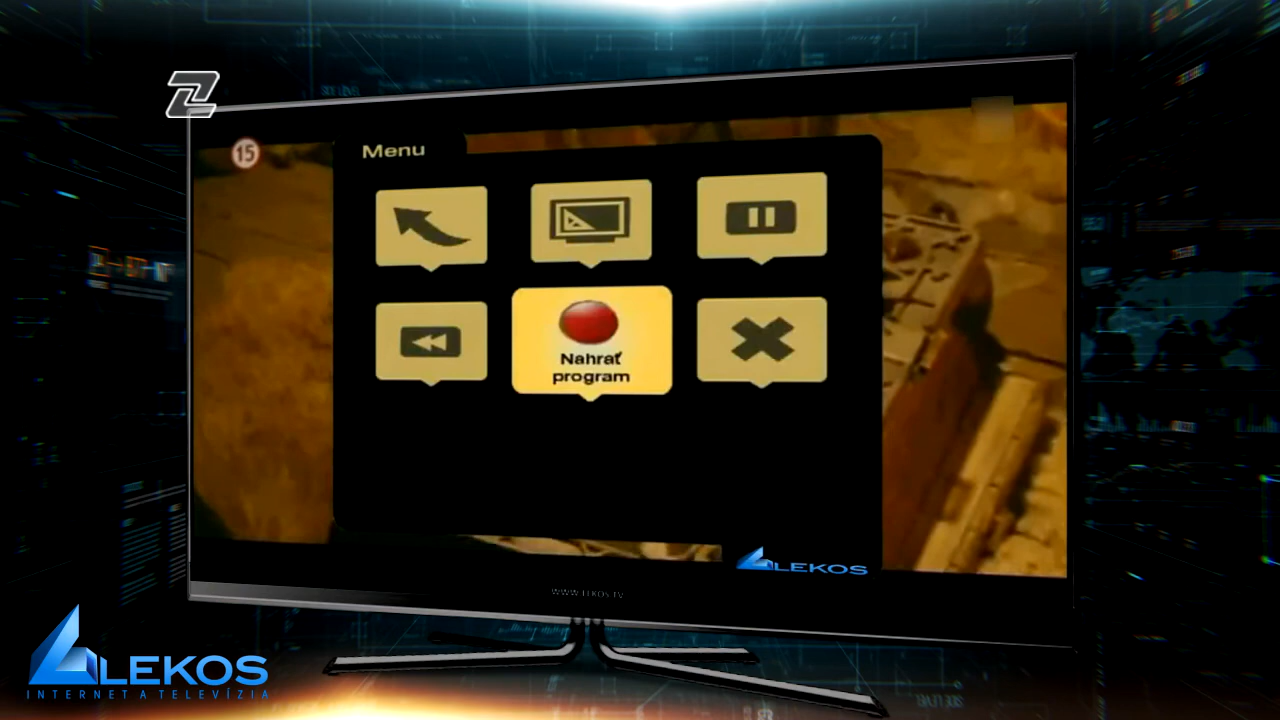 15
Menu
Nahrať
program
LEKOS
WWW.LEKOS.TV
LEKOS
INTERNET A TELEVÍZIA